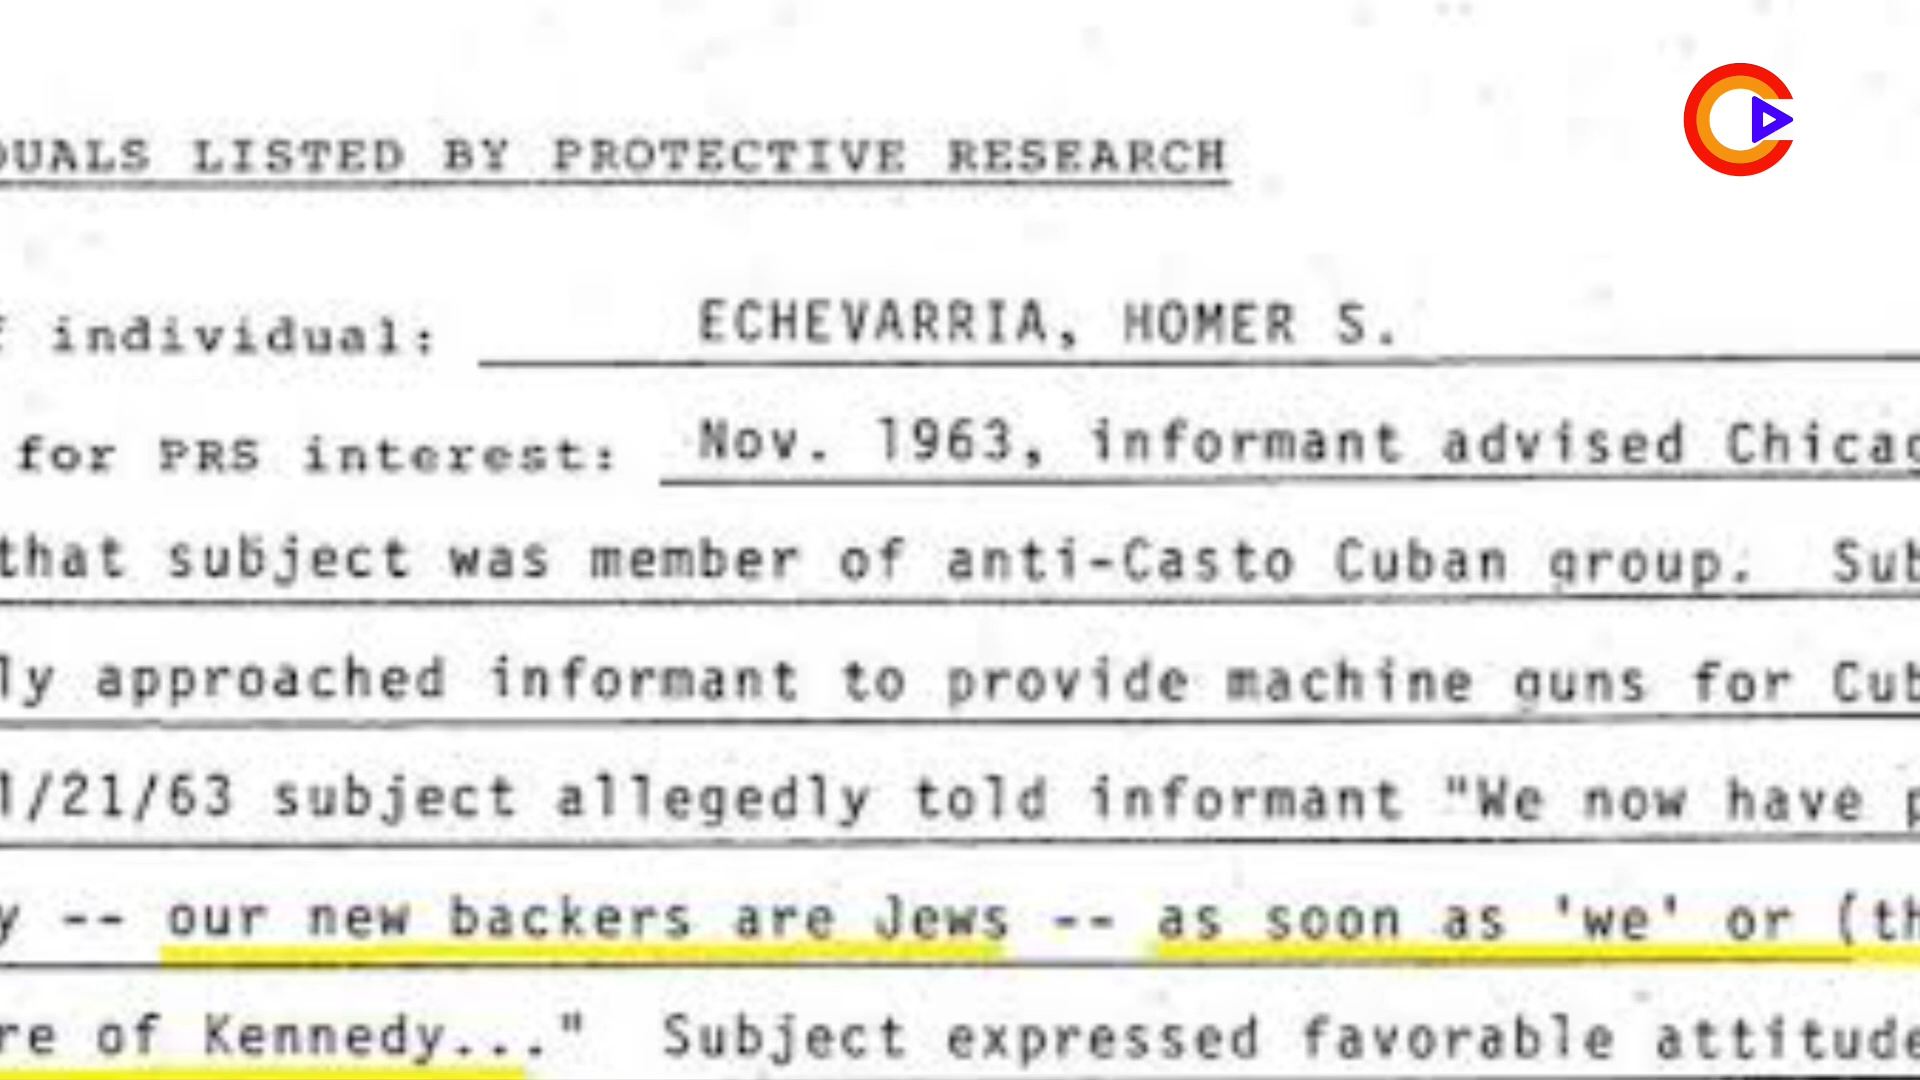 DUALS LISTED BY PROTECTIVE RESEARCH
f individual: ECHEVARRIA, HOMER S.
for PRS interest: Nov. 1963, informant advised Chicag
that subject was member of anti-Casto Cuban group. Sub
ly approached informant to provide machine guns for Cub
1/21/63 subject allegedly told informant "We now have p
y -- our new backers are Jews -- as soon as 'we' or (th
re of Kennedy..." Subject expressed favorable attitude